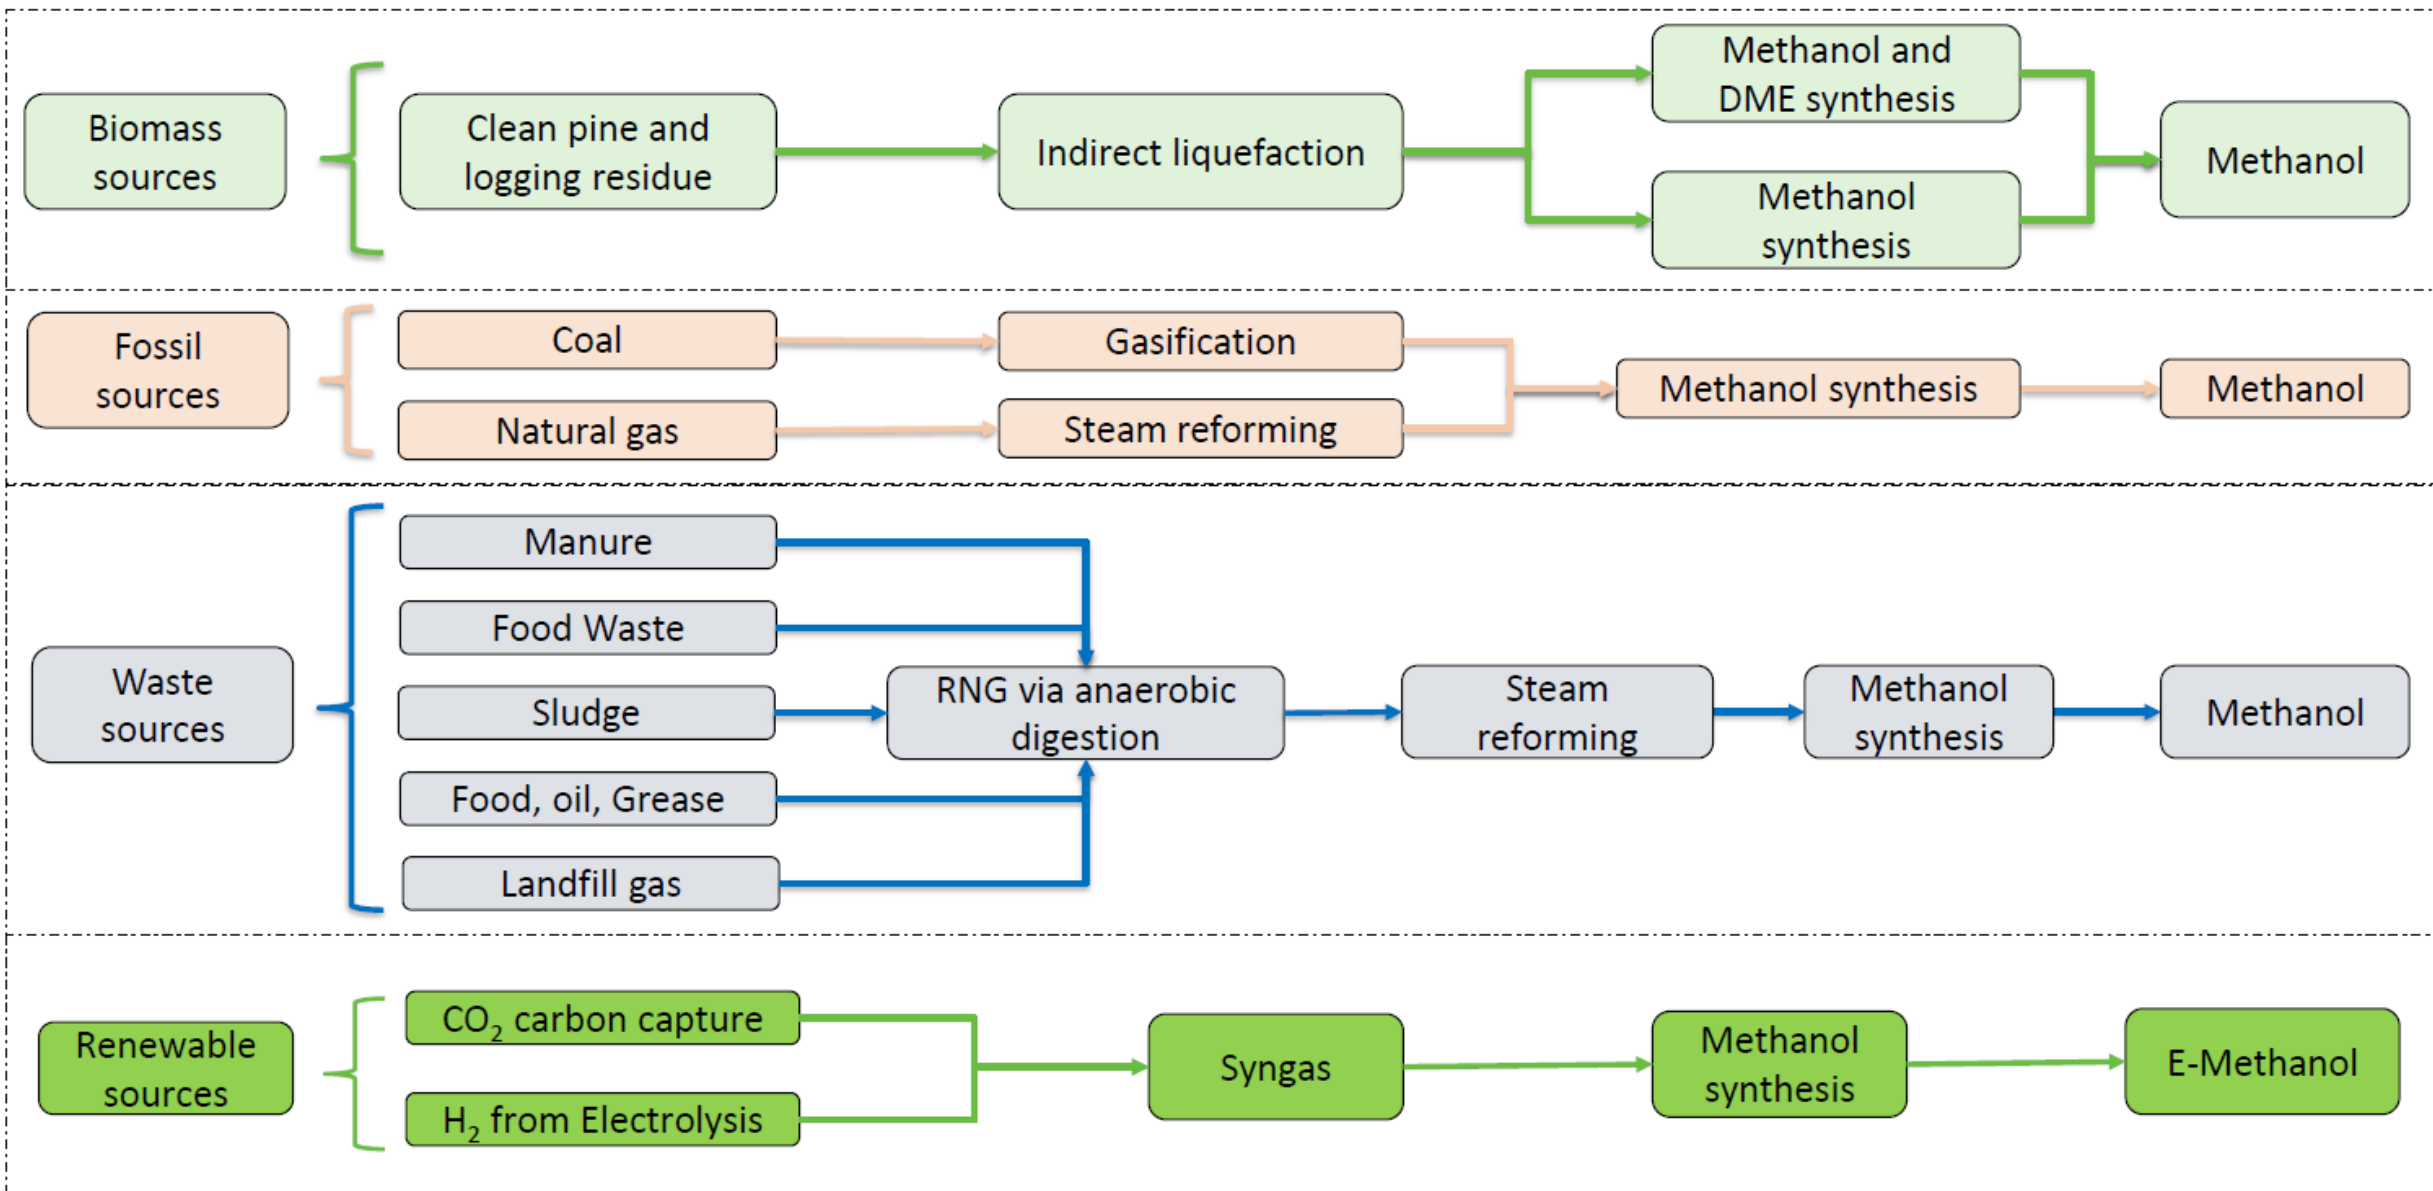 Biomass
sources
Clean pine and
logging residue
Indirect liquefaction
Methanol and
DME synthesis
Methanol
synthesis
Methanol
Fossil
sources
Coal
Gasification
Natural gas
Steam reforming
Methanol synthesis
Methanol
Waste
sources
Manure
Food Waste
Sludge
Food, oil, Grease
Landfill gas
RNG via anaerobic
digestion
Steam
reforming
Methanol
synthesis
Methanol
Renewable
sources
CO₂ carbon capture
H₂ from Electrolysis
Syngas
Methanol
synthesis
E-Methanol